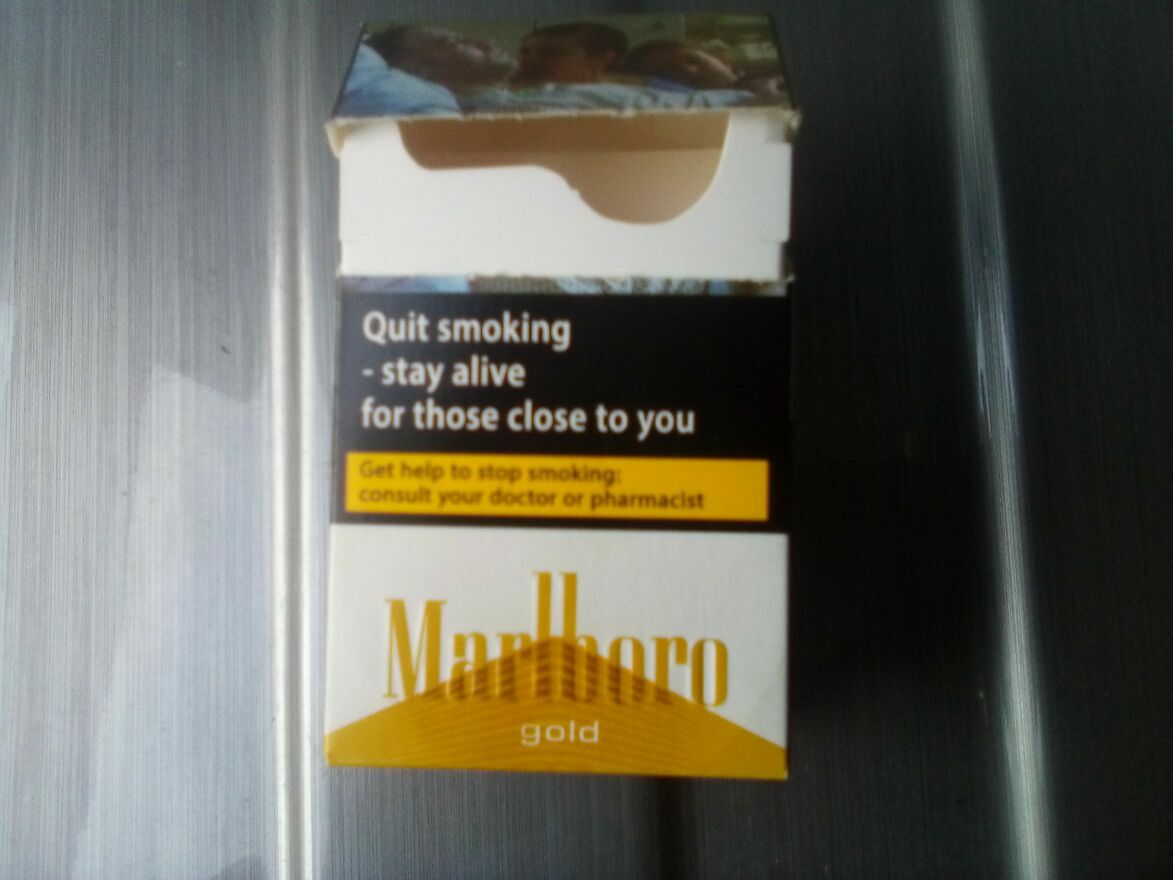 Quit smoking
- stay alive
for those close to you
Get help to stop smoking:
consult your doctor or pharmacist
Marlboro
gold